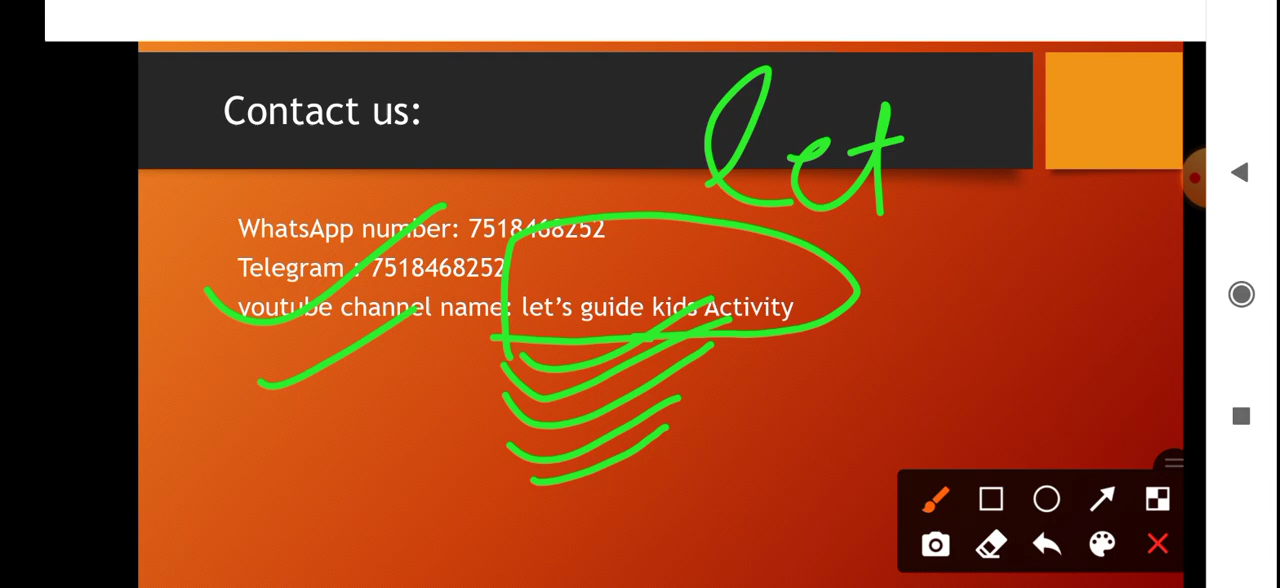 Contact us:
let
WhatsApp number: 7518468252
Telegram : 7518468252
youtube channel name: let's guide kids Activity